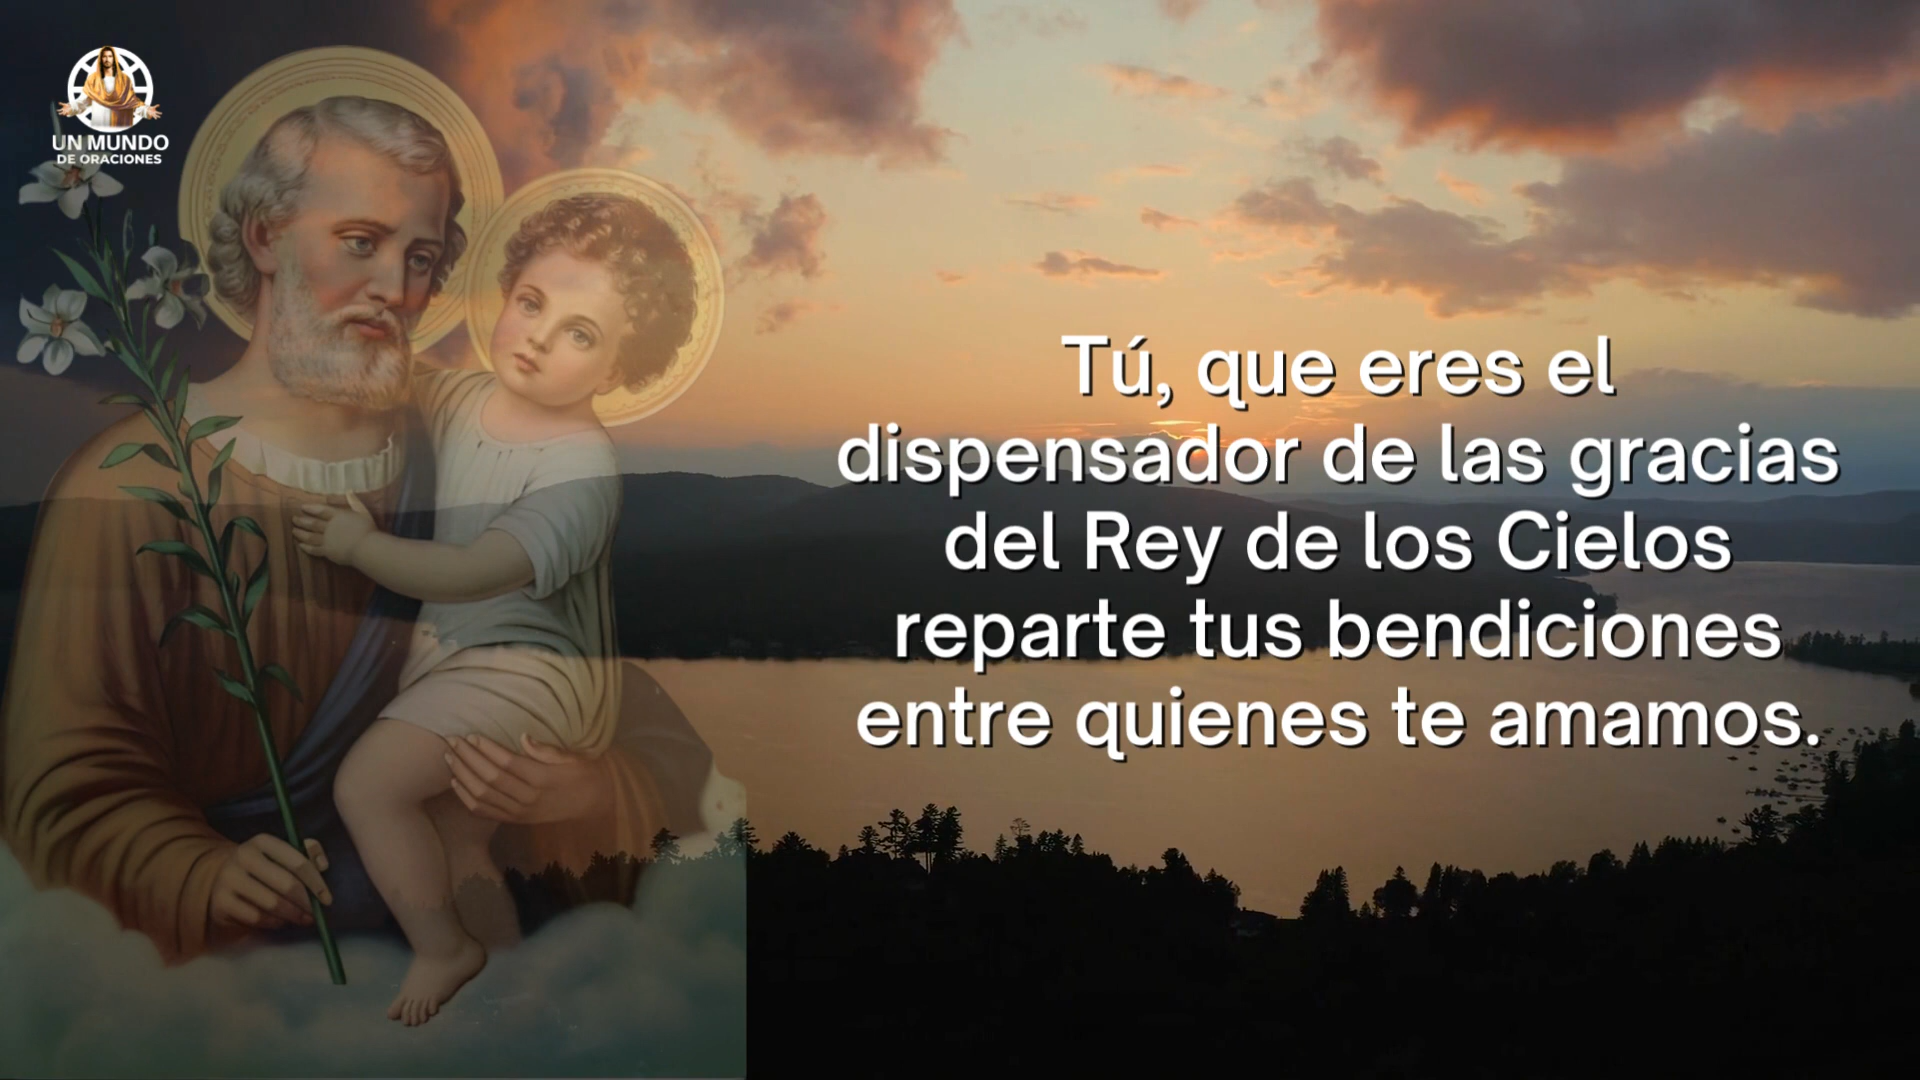 UN MUNDO
DE ORACIONES
Tú, que eres el
dispensador de las gracias
del Rey de los Cielos
reparte tus bendiciones
entre quienes te amamos.